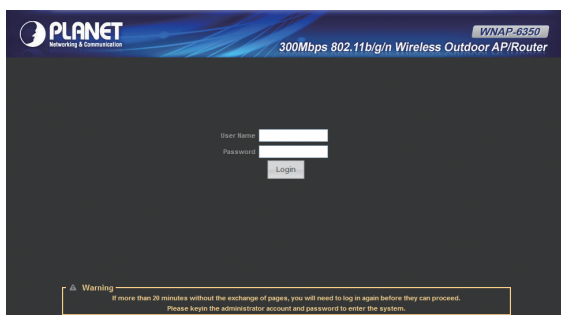 PLANET
Networking & Communication
WNAP-6350
300Mbps 802.11b/g/n Wireless Outdoor AP/Router
User Name
Password
Login
Warning
If more than 20 minutes without the exchange of pages, you will need to log in again before they can proceed.
Please keyin the administrator account and password to enter the system.